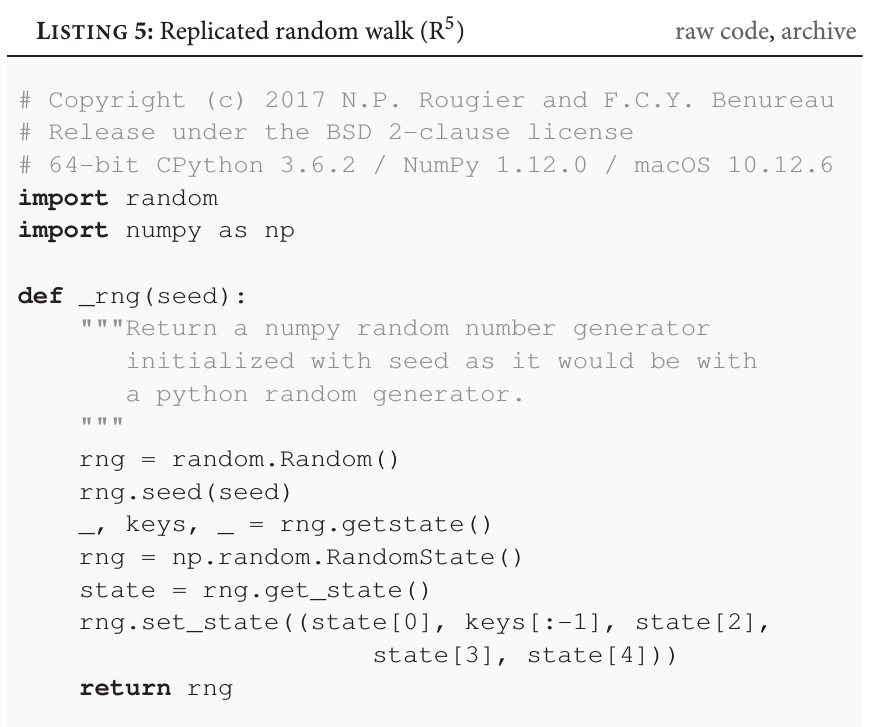 LISTING 5: Replicated random walk (R⁵) raw code, archive
# Copyright (c) 2017 N.P. Rougier and F.C.Y. Benureau
# Release under the BSD 2-clause license
# 64-bit CPython 3.6.2 / NumPy 1.12.0 / macOS 10.12.6
import random
import numpy as np

def _rng(seed):
    """Return a numpy random number generator
       initialized with seed as it would be with
       a python random generator.
    """
    rng = random.Random()
    rng.seed(seed)
    _, keys, _ = rng.getstate()
    rng = np.random.RandomState()
    state = rng.get_state()
    rng.set_state((state[0], keys[:-1], state[2],
                   state[3], state[4]))
    return rng